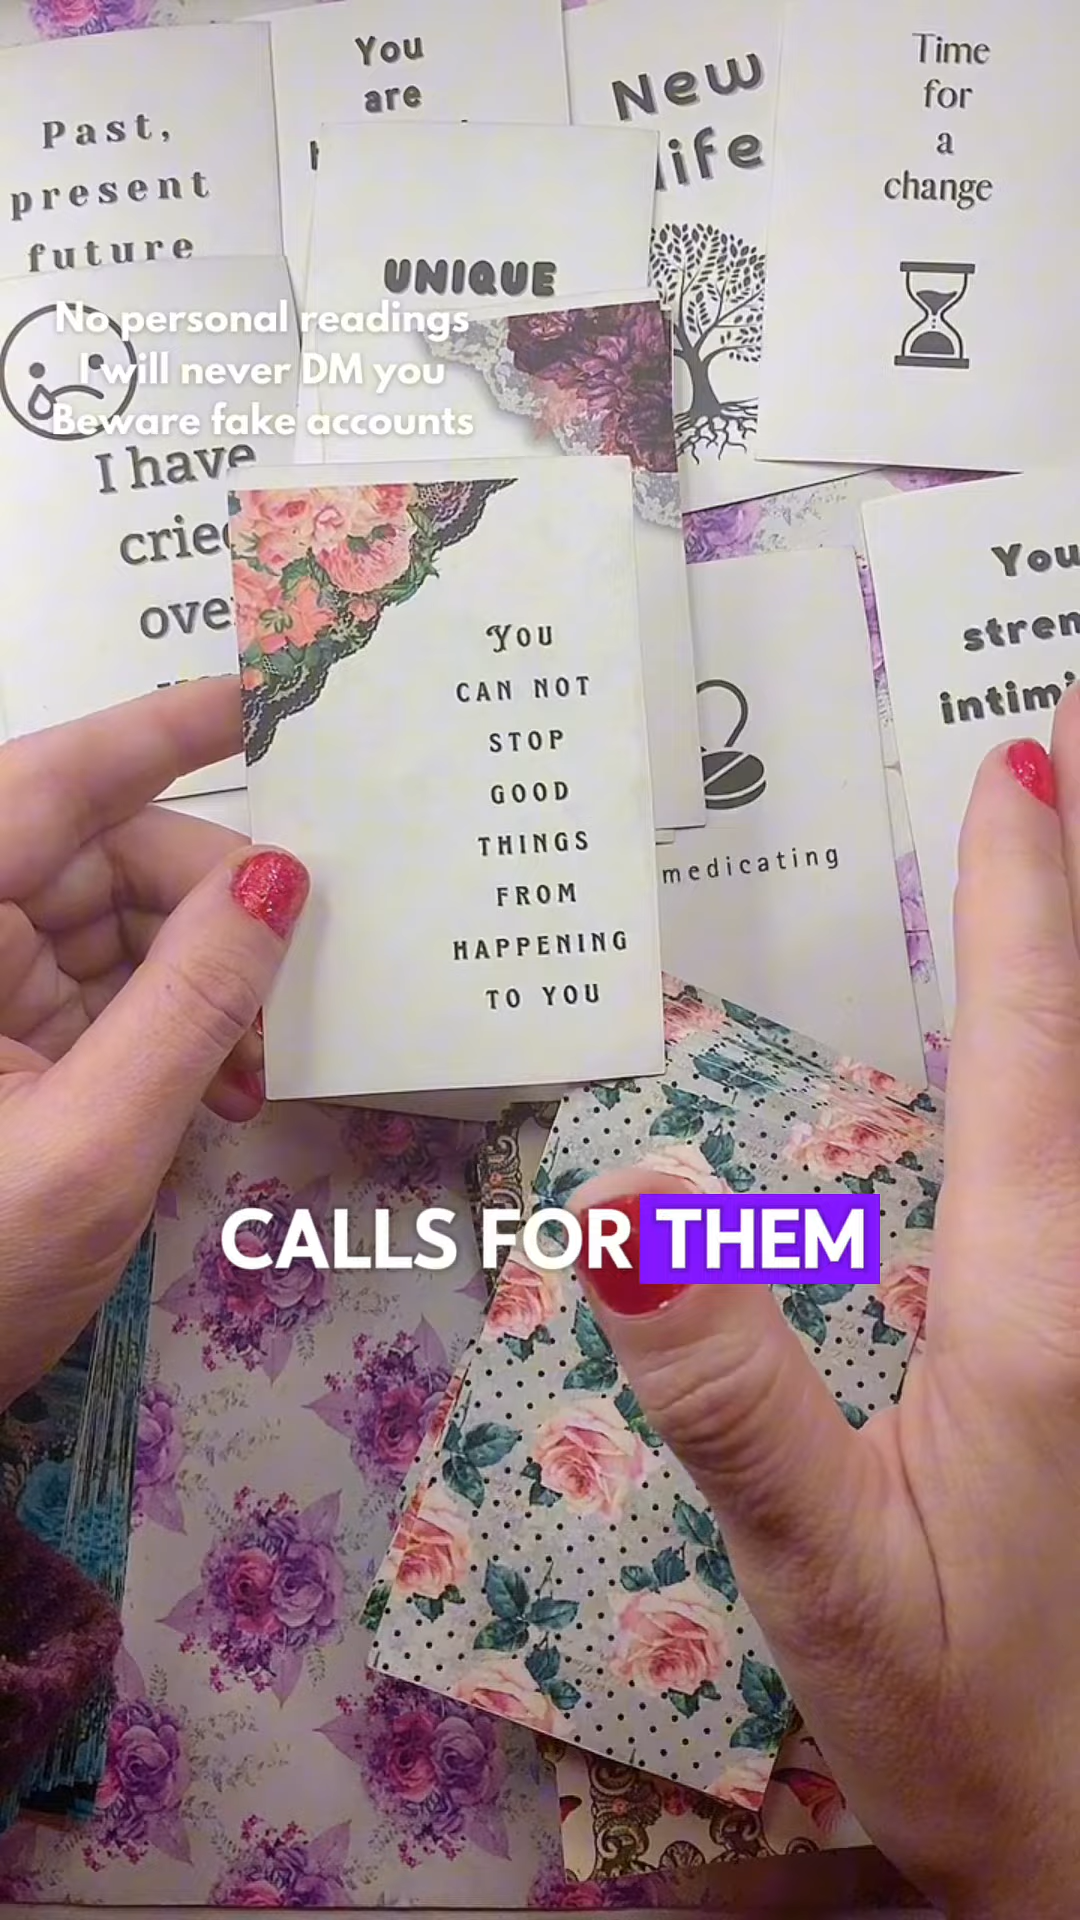 Past,
present
future
You
are
UNIQUE
New
life
Time
for
a
change
No personal readings
I will never DM you
Beware fake accounts
I have
You
CAN NOT
STOP
GOOD
THINGS
FROM
HAPPENING
TO YOU
medicating
You
CALLS FOR THEM